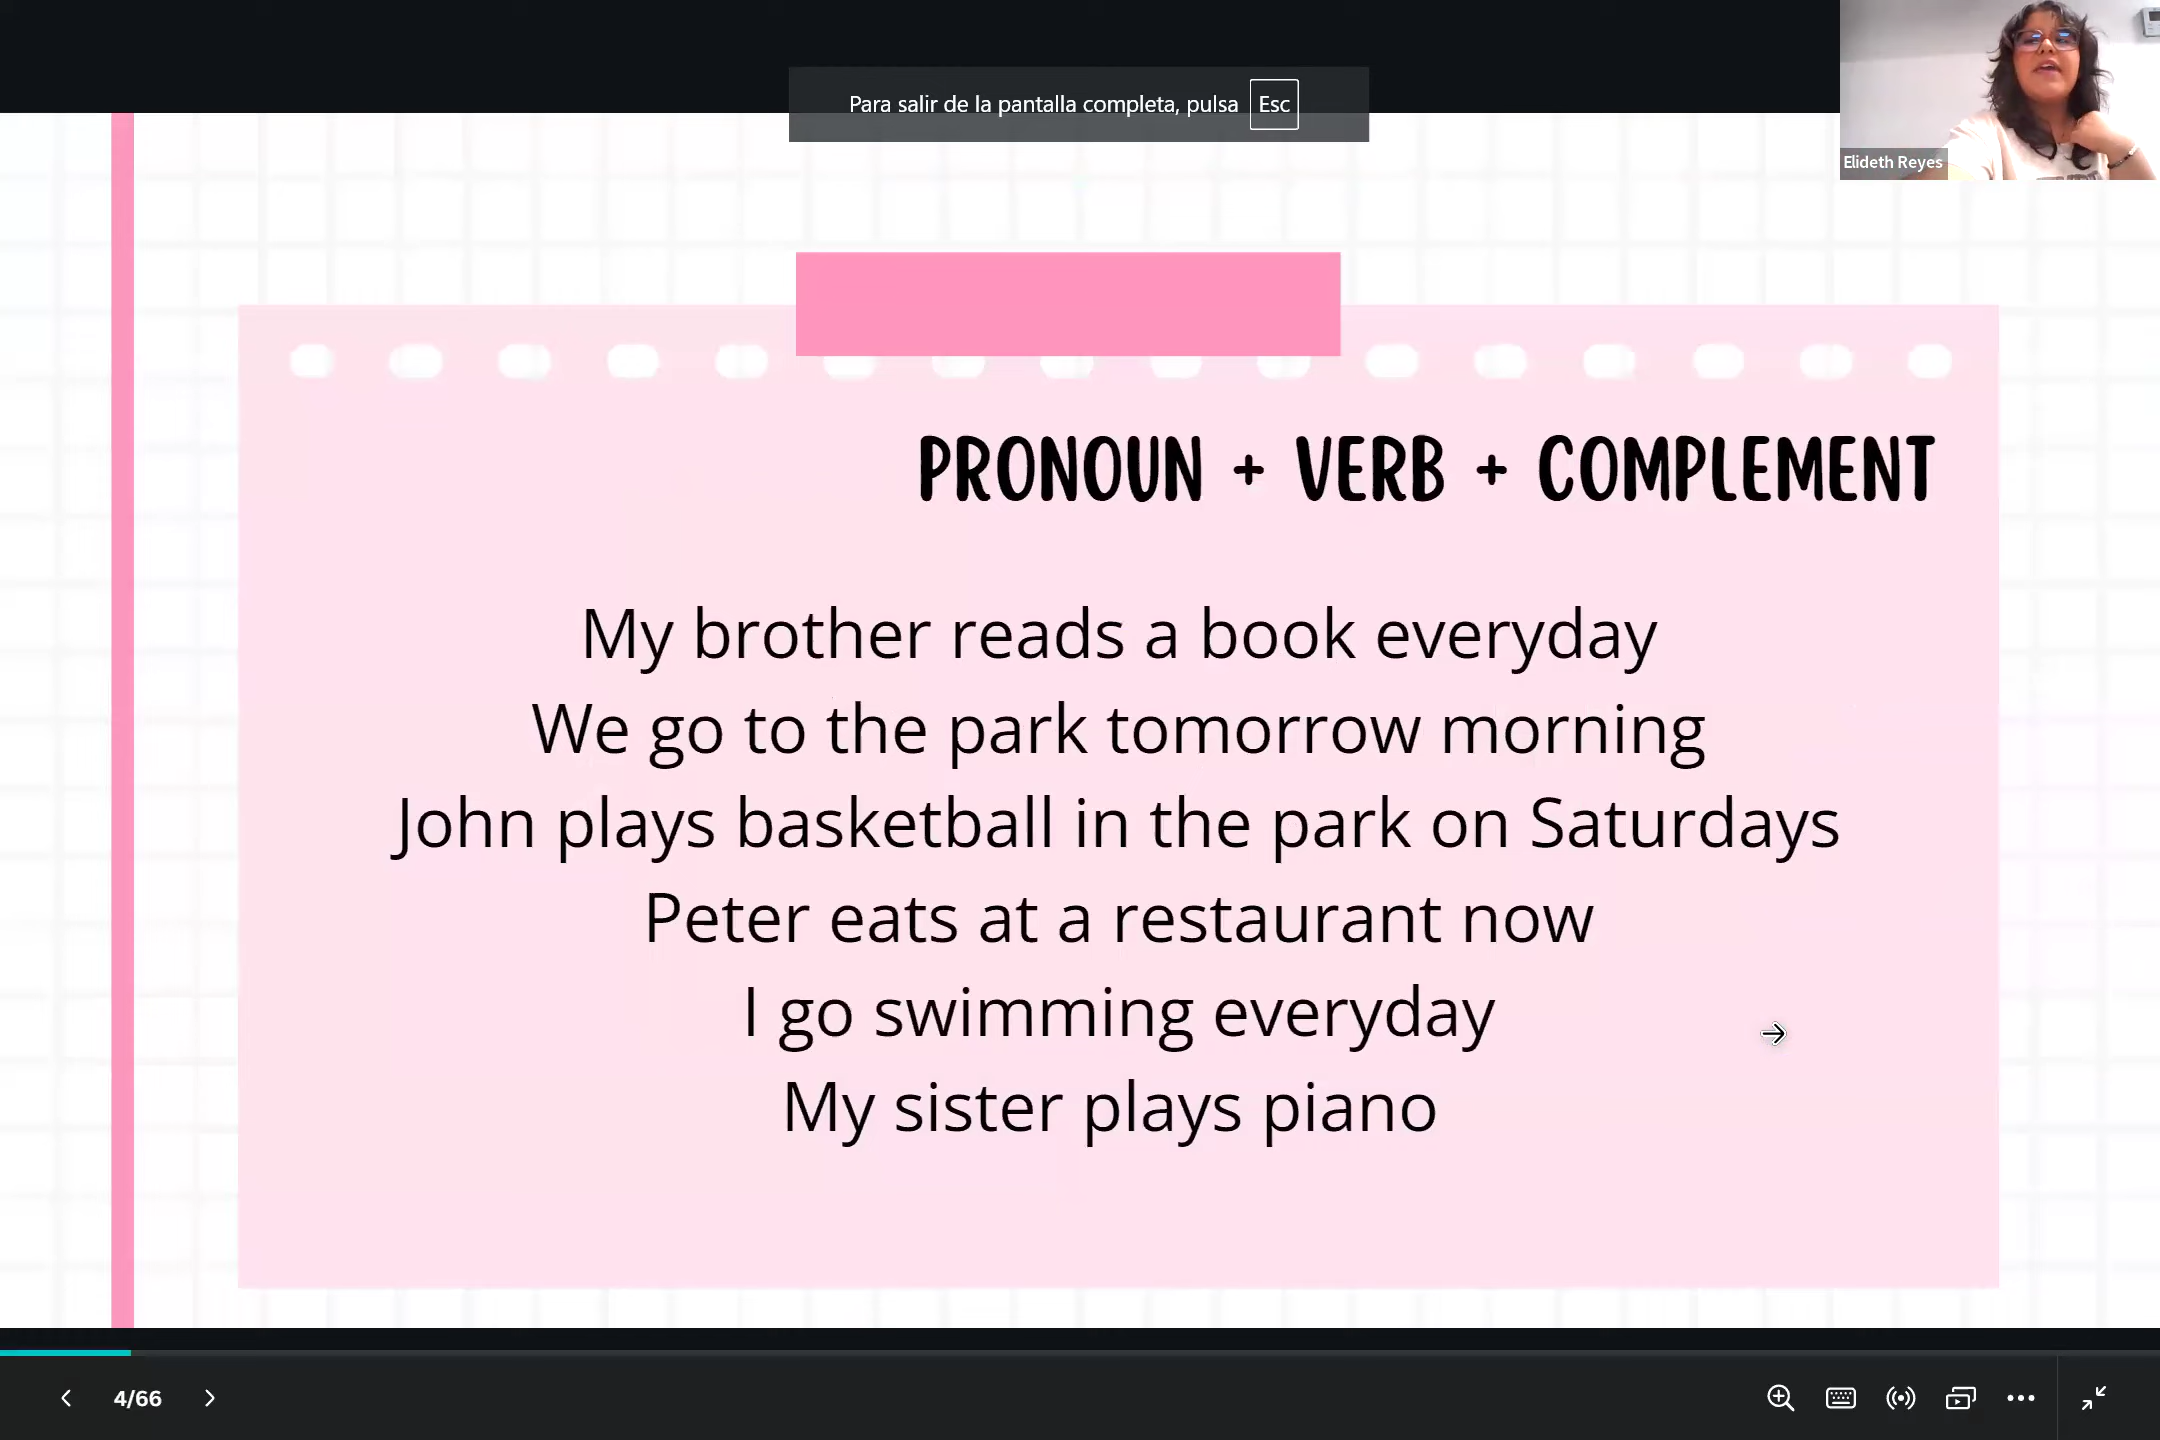 Para salir de la pantalla completa, pulsa Esc
Elideth Reyes
PRONOUN + VERB + COMPLEMENT
My brother reads a book everyday
We go to the park tomorrow morning
John plays basketball in the park on Saturdays
Peter eats at a restaurant now
I go swimming everyday
My sister plays piano
4/66